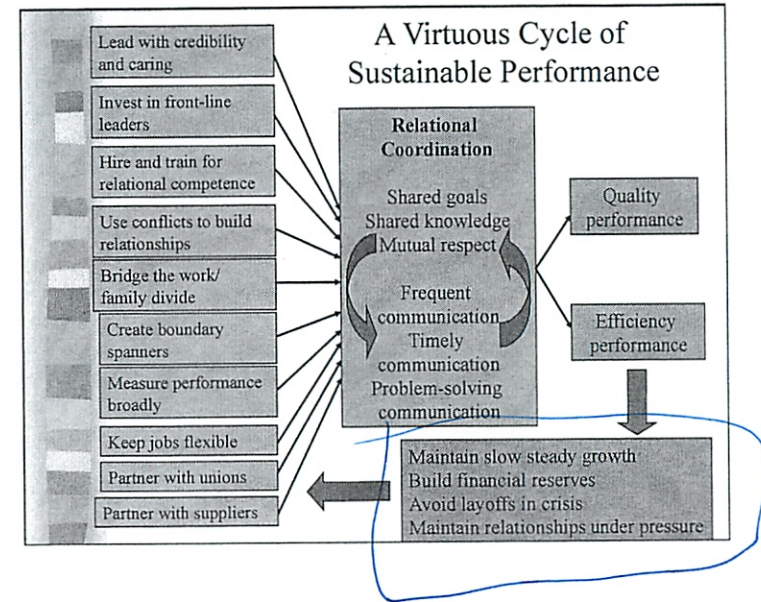 A Virtuous Cycle of
Sustainable Performance
Lead with credibility
and caring
Invest in front-line
leaders
Hire and train for
relational competence
Use conflicts to build
relationships
Bridge the work/
family divide
Create boundary
spanners
Measure performance
broadly
Keep jobs flexible
Partner with unions
Partner with suppliers
Relational
Coordination
Shared goals
Shared knowledge
Mutual respect
Frequent
communication
Timely
communication
Problem-solving
communication
Quality
performance
Efficiency
performance
Maintain slow steady growth
Build financial reserves
Avoid layoffs in crisis
Maintain relationships under pressure